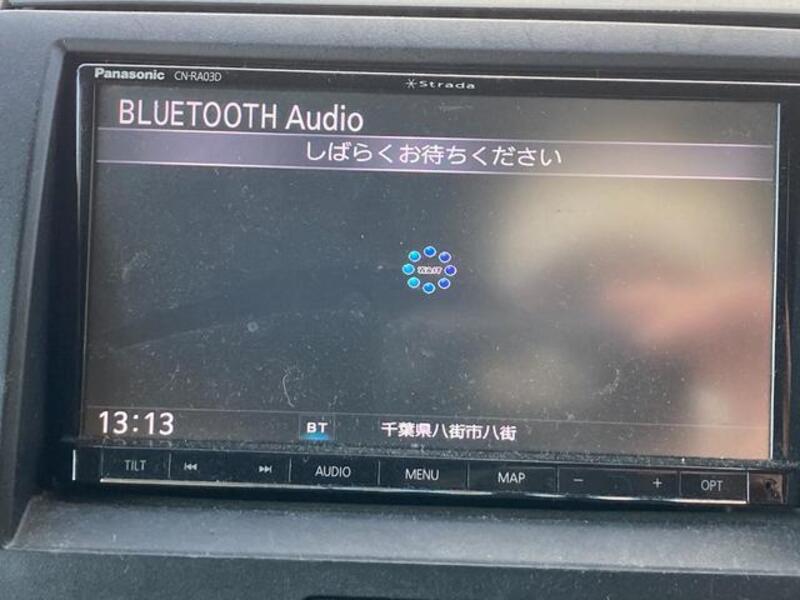 Panasonic CN-RA03D
Strada
BLUETOOTH Audio
しばらくお待ちください
WAIT
13:13 BT 千葉県八街市八街
TILT AUDIO MENU MAP − + OPT